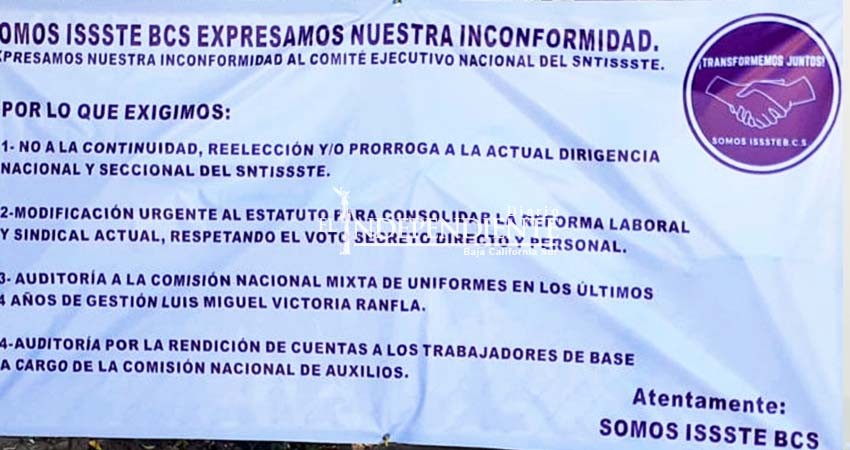 OMOS ISSSTE BCS EXPRESAMOS NUESTRA INCONFORMIDAD.
PRESAMOS NUESTRA INCONFORMIDAD AL COMITÉ EJECUTIVO NACIONAL DEL SNTISSSTE.
¡TRANSFORMEMOS JUNTOS!
SOMOS ISSSTE B.C.S
POR LO QUE EXIGIMOS:
1- NO A LA CONTINUIDAD, REELECCIÓN Y/O PRORROGA A LA ACTUAL DIRIGENCIA
NACIONAL Y SECCIONAL DEL SNTISSSTE.
2-MODIFICACIÓN URGENTE AL ESTATUTO PARA CONSOLIDAR LA REFORMA LABORAL
Y SINDICAL ACTUAL, RESPETANDO EL VOTO SECRETO DIRECTO Y PERSONAL.
Diario
EL INDEPENDIENTE
Baja California Sur
3- AUDITORÍA A LA COMISIÓN NACIONAL MIXTA DE UNIFORMES EN LOS ÚLTIMOS
4 AÑOS DE GESTIÓN LUIS MIGUEL VICTORIA RANFLA.
4-AUDITORÍA POR LA RENDICIÓN DE CUENTAS A LOS TRABAJADORES DE BASE
A CARGO DE LA COMISIÓN NACIONAL DE AUXILIOS.
Atentamente:
SOMOS ISSSTE BCS